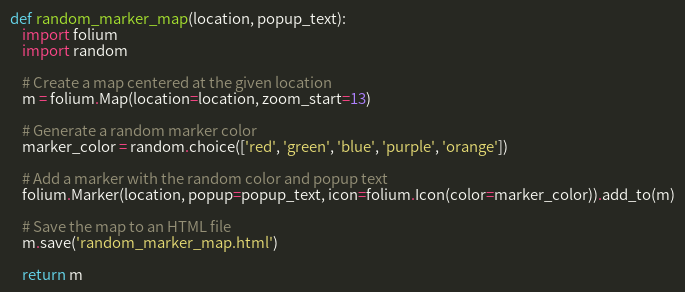 def random_marker_map(location, popup_text):
import folium
import random
# Create a map centered at the given location
m = folium.Map(location=location, zoom_start=13)
# Generate a random marker color
marker_color = random.choice(['red', 'green', 'blue', 'purple', 'orange'])
# Add a marker with the random color and popup text
folium.Marker(location, popup=popup_text, icon=folium.Icon(color=marker_color)).add_to(m)
# Save the map to an HTML file
m.save('random_marker_map.html')
return m